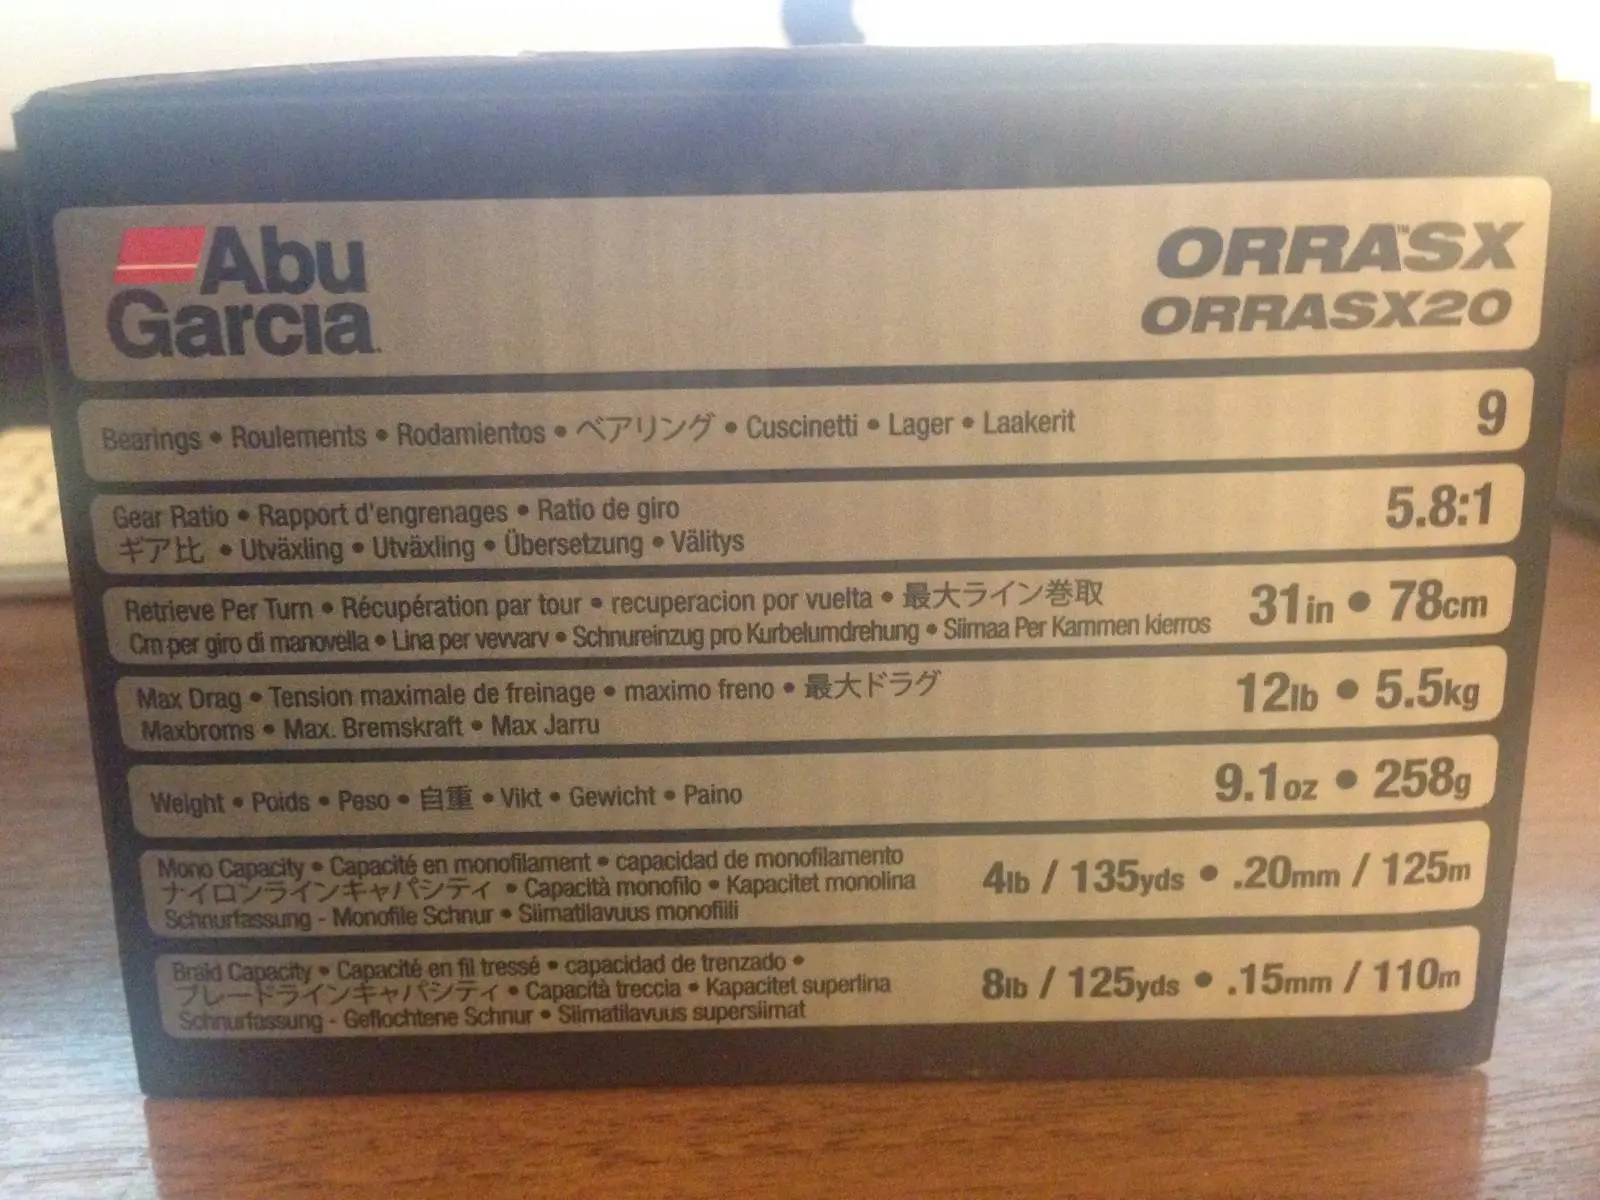 Abu
Garcia
ORRA™SX
ORRASX20
Bearings • Roulements • Rodamientos • ベアリング • Cuscinetti • Lager • Laakerit
9
Gear Ratio • Rapport d'engrenages • Ratio de giro
ギア比 • Utväxling • Utväxling • Übersetzung • Välitys
5.8:1
Retrieve Per Turn • Récupération par tour • recuperacion por vuelta • 最大ライン巻取
Cm per giro di manovella • Lina per vevvarv • Schnureinzug pro Kurbelumdrehung • Siimaa Per Kammen kierros
31in • 78cm
Max Drag • Tension maximale de freinage • maximo freno • 最大ドラグ
Maxbroms • Max. Bremskraft • Max Jarru
12lb • 5.5kg
Weight • Poids • Peso • 自重 • Vikt • Gewicht • Paino
9.1oz • 258g
Mono Capacity • Capacité en monofilament • capacidad de monofilamento
ナイロンラインキャパシティ • Capacità monofilo • Kapacitet monolina
Schnurfassung - Monofile Schnur • Siimatilavuus monofiili
4lb / 135yds • .20mm / 125m
Braid Capacity • Capacité en fil tressé • capacidad de trenzado •
ブレードラインキャパシティ • Capacità treccia • Kapacitet superlina
Schnurfassung - Geflochtene Schnur • Siimatilavuus supersiimat
8lb / 125yds • .15mm / 110m